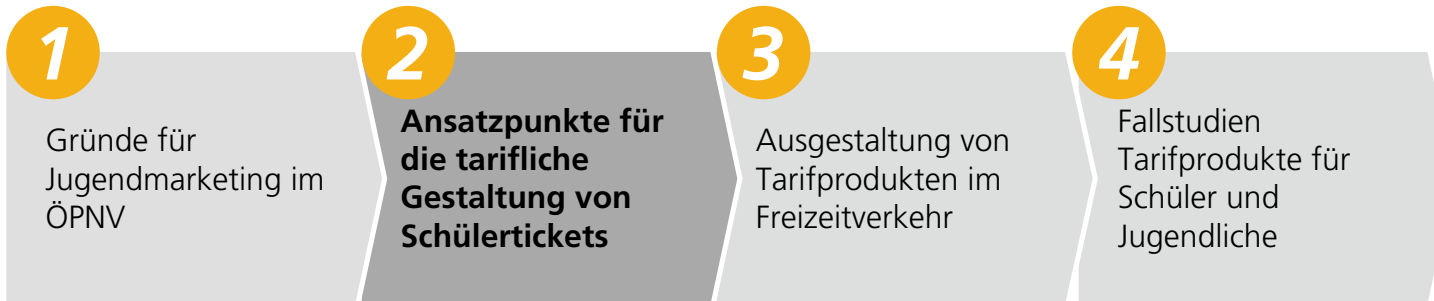 1
Gründe für
Jugendmarketing im
ÖPNV
2
Ansatzpunkte für
die tarifliche
Gestaltung von
Schülertickets
3
Ausgestaltung von
Tarifprodukten im
Freizeitverkehr
4
Fallstudien
Tarifprodukte für
Schüler und
Jugendliche